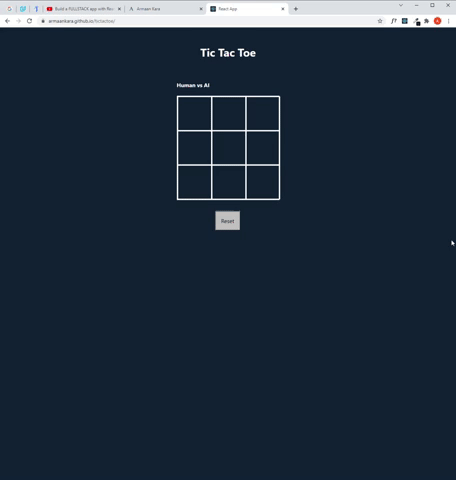 Build a FULLSTACK app with Re
Armaan Kara
React App
armaankara.github.io/tictactoe/
Tic Tac Toe
Human vs AI
Reset